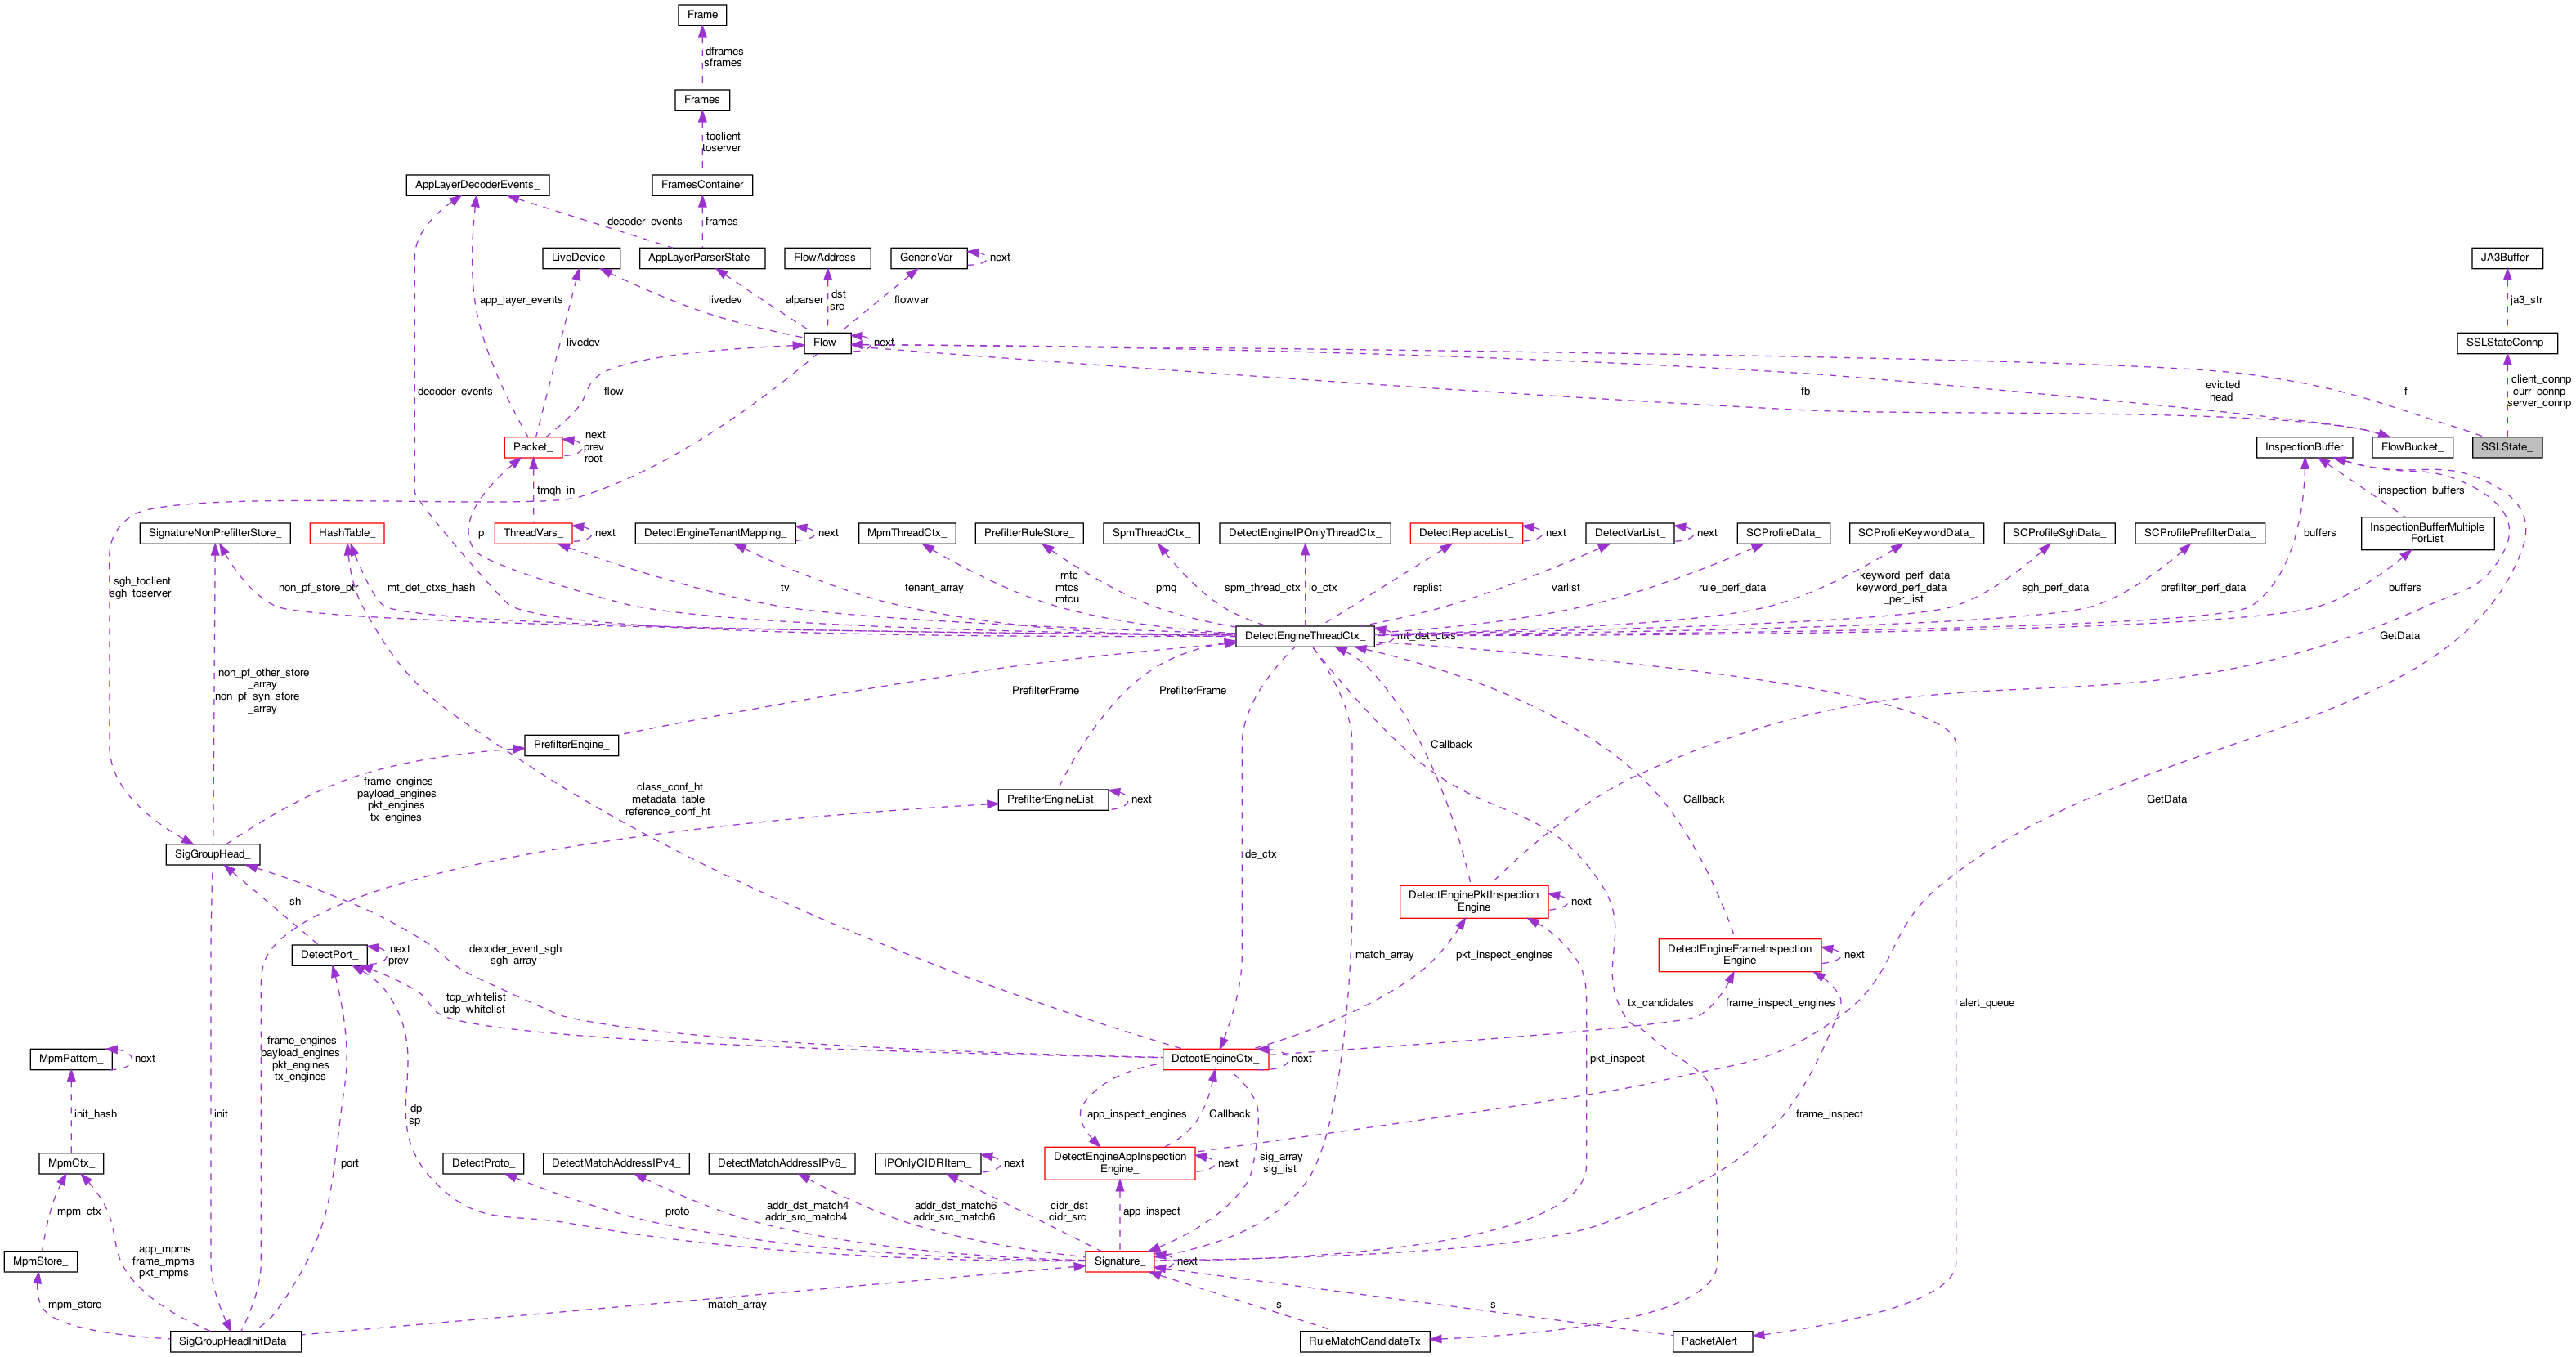 Frame
dframes
sframes
Frames
toclient
toserver
AppLayerDecoderEvents_
FramesContainer
decoder_events
frames
LiveDevice_
AppLayerParserState_
FlowAddress_
GenericVar_
next
JA3Buffer_
app_layer_events
livedev
alparser
dst
src
flowvar
ja3_str
livedev
Flow_
next
SSLStateConnp_
decoder_events
flow
fb
evicted
head
f
client_connp
curr_connp
server_connp
Packet_
next
prev
root
InspectionBuffer
FlowBucket_
SSLState_
tmqh_in
inspection_buffers
SignatureNonPrefilterStore_
HashTable_
p
ThreadVars_
next
DetectEngineTenantMapping_
next
MpmThreadCtx_
PrefilterRuleStore_
SpmThreadCtx_
DetectEngineIPOnlyThreadCtx_
DetectReplaceList_
next
DetectVarList_
next
SCProfileData_
SCProfileKeywordData_
SCProfileSghData_
SCProfilePrefilterData_
buffers
InspectionBufferMultiple
ForList
sgh_toclient
sgh_toserver
non_pf_store_ptr
mt_det_ctxs_hash
tv
tenant_array
mtc
mtcs
mtcu
pmq
spm_thread_ctx
io_ctx
replist
varlist
rule_perf_data
keyword_perf_data
keyword_perf_data
_per_list
sgh_perf_data
prefilter_perf_data
buffers
DetectEngineThreadCtx_
mt_det_ctxs
GetData
non_pf_other_store
_array
non_pf_syn_store
_array
PrefilterFrame
PrefilterFrame
PrefilterEngine_
Callback
frame_engines
payload_engines
pkt_engines
tx_engines
class_conf_ht
metadata_table
reference_conf_ht
PrefilterEngineList_
next
Callback
GetData
SigGroupHead_
de_ctx
sh
DetectEnginePktInspection
Engine
next
DetectPort_
next
prev
decoder_event_sgh
sgh_array
match_array
pkt_inspect_engines
DetectEngineFrameInspection
Engine
next
tcp_whitelist
udp_whitelist
tx_candidates
frame_inspect_engines
alert_queue
MpmPattern_
next
frame_engines
payload_engines
pkt_engines
tx_engines
DetectEngineCtx_
next
pkt_inspect
init_hash
init
dp
sp
app_inspect_engines
Callback
frame_inspect
MpmCtx_
port
DetectProto_
DetectMatchAddressIPv4_
DetectMatchAddressIPv6_
IPOnlyCIDRItem_
next
DetectEngineAppInspection
Engine_
next
sig_array
sig_list
mpm_ctx
proto
addr_dst_match4
addr_src_match4
addr_dst_match6
addr_src_match6
cidr_dst
cidr_src
app_inspect
MpmStore_
app_mpms
frame_mpms
pkt_mpms
Signature_
next
mpm_store
match_array
s
s
SigGroupHeadInitData_
RuleMatchCandidateTx
PacketAlert_